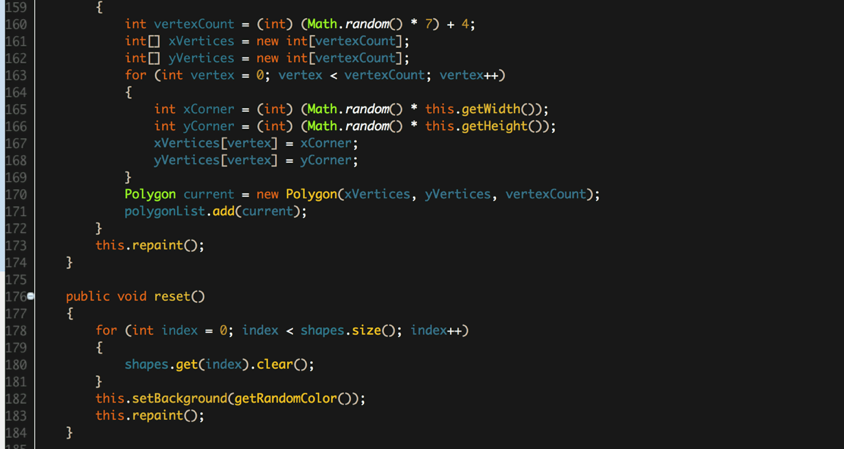 159 {
160 int vertexCount = (int) (Math.random() * 7) + 4;
161 int[] xVertices = new int[vertexCount];
162 int[] yVertices = new int[vertexCount];
163 for (int vertex = 0; vertex < vertexCount; vertex++)
164 {
165 int xCorner = (int) (Math.random() * this.getWidth());
166 int yCorner = (int) (Math.random() * this.getHeight());
167 xVertices[vertex] = xCorner;
168 yVertices[vertex] = yCorner;
169 }
170 Polygon current = new Polygon(xVertices, yVertices, vertexCount);
171 polygonList.add(current);
172 }
173 this.repaint();
174 }
175
176 public void reset()
177 {
178 for (int index = 0; index < shapes.size(); index++)
179 {
180 shapes.get(index).clear();
181 }
182 this.setBackground(getRandomColor());
183 this.repaint();
184 }
185